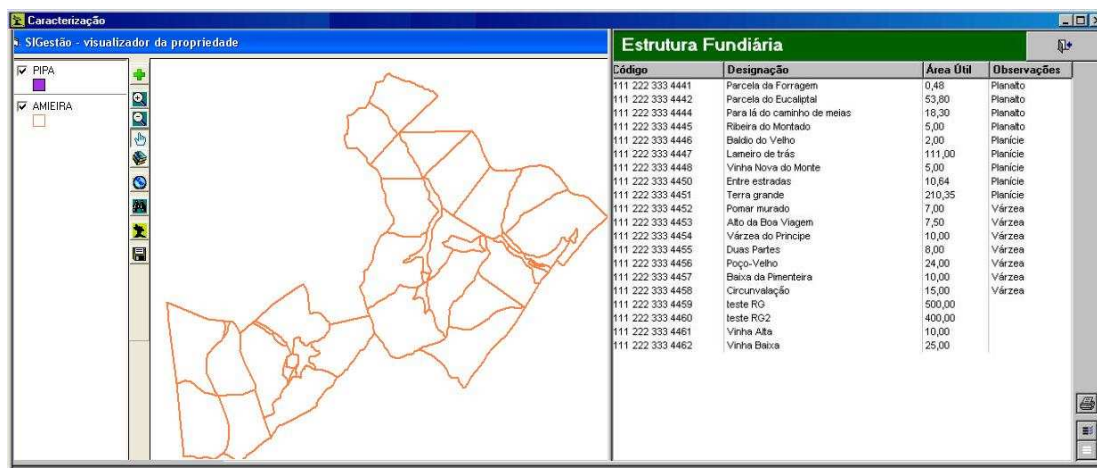 Caracterização
SIGestão - visualizador da propriedade
PIPA
AMIEIRA
Estrutura Fundiária
Código Designação Área Útil Observações
111 222 333 4441 Parcela da Forragem 0,48 Planalto
111 222 333 4442 Parcela do Eucaliptal 53,80 Planalto
111 222 333 4444 Para lá do caminho de meias 18,30 Planalto
111 222 333 4445 Ribeira do Montado 5,00 Planalto
111 222 333 4446 Baldio do Velho 2,00 Planície
111 222 333 4447 Lameiro de trás 111,00 Planície
111 222 333 4448 Vinha Nova do Monte 5,00 Planície
111 222 333 4450 Entre estradas 10,64 Planície
111 222 333 4451 Terra grande 210,35 Planície
111 222 333 4452 Pomar murado 7,00 Várzea
111 222 333 4453 Alto da Boa Viagem 7,50 Várzea
111 222 333 4454 Várzea do Principe 10,00 Várzea
111 222 333 4455 Duas Partes 8,00 Várzea
111 222 333 4456 Poço-Velho 24,00 Várzea
111 222 333 4457 Baixa da Pimenteira 10,00 Várzea
111 222 333 4458 Circunvalação 15,00 Várzea
111 222 333 4459 teste RG 500,00
111 222 333 4460 teste RG2 400,00
111 222 333 4461 Vinha Alta 10,00
111 222 333 4462 Vinha Baixa 25,00